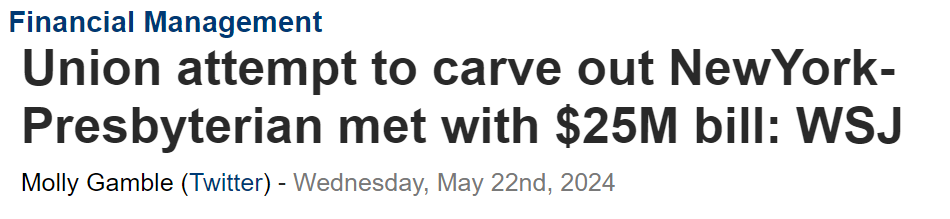 Financial Management
Union attempt to carve out NewYork-
Presbyterian met with $25M bill: WSJ
Molly Gamble (Twitter) - Wednesday, May 22nd, 2024